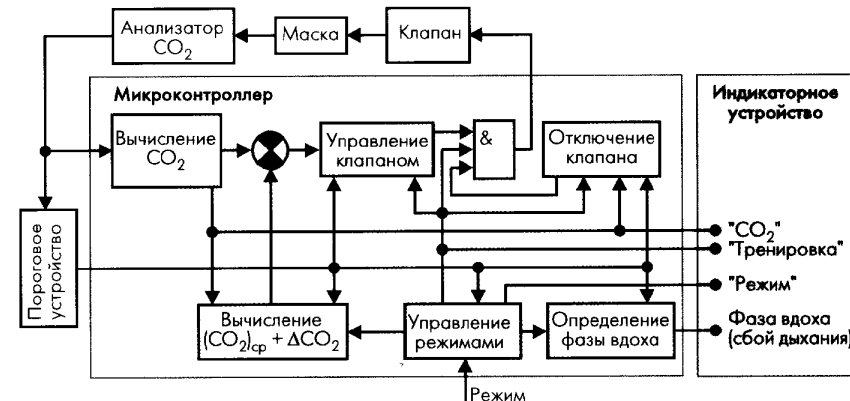 Анализатор
CO₂
Маска
Клапан
Микроконтроллер
Индикаторное
устройство
Вычисление
CO₂
Управление
клапаном
&
Отключение
клапана
Пороговое
устройство
"CO₂"
"Тренировка"
"Режим"
Вычисление
(CO₂)ср + ΔCO₂
Управление
режимами
Определение
фазы вдоха
Фаза вдоха
(сбой дыхания)
Режим